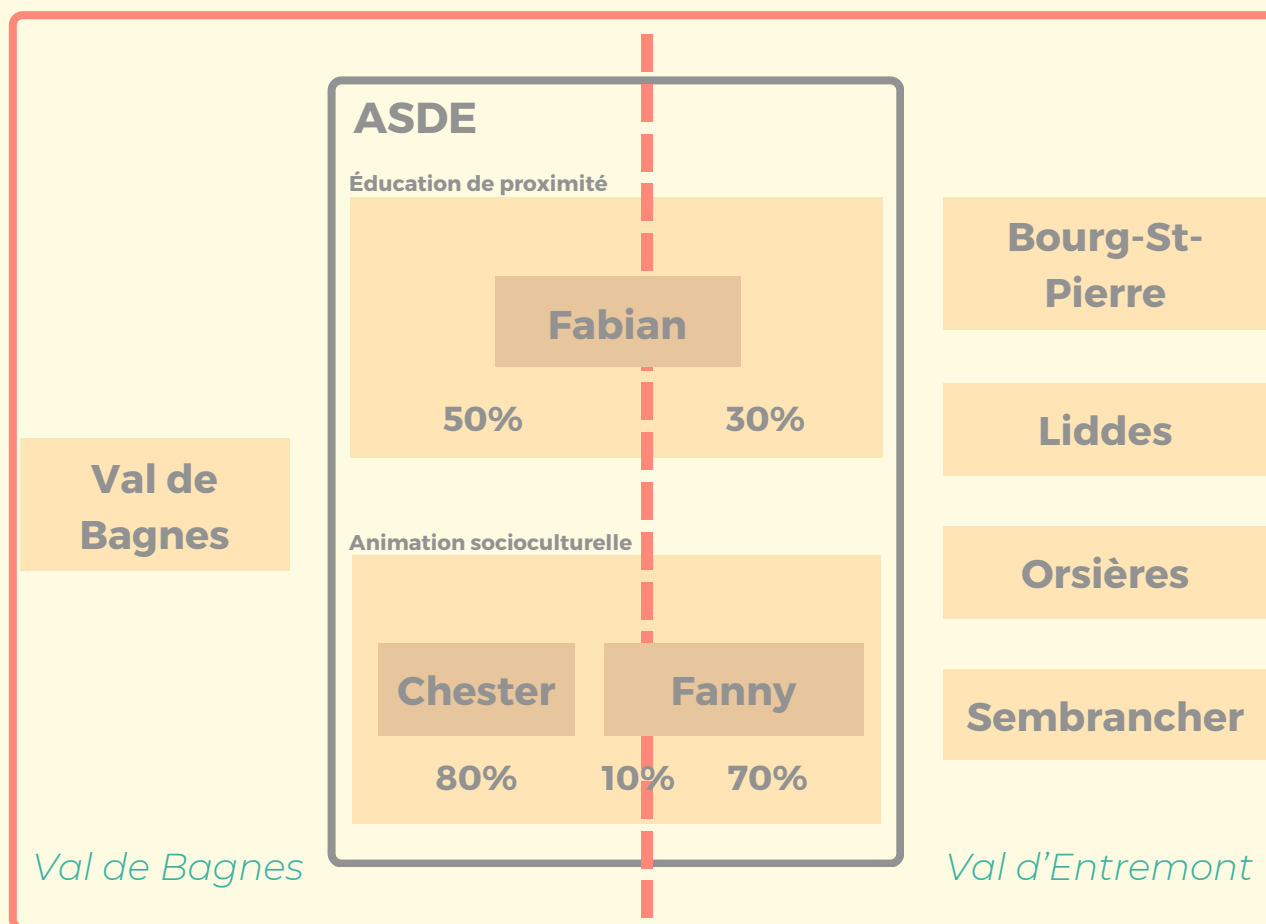 ASDE
Éducation de proximité
Fabian
50%
30%
Val de
Bagnes
Bourg-St-
Pierre
Liddes
Orsières
Sembrancher
Animation socioculturelle
Chester
Fanny
80%
10%
70%
Val de Bagnes
Val d’Entremont